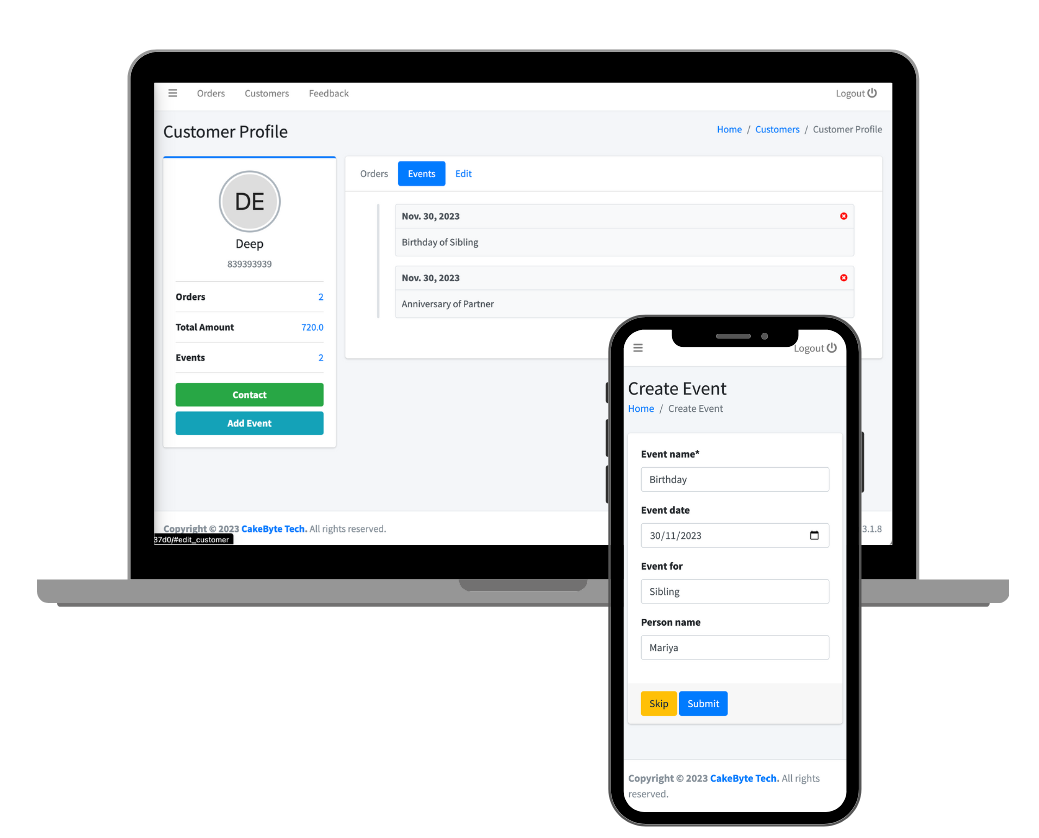 Orders Customers Feedback Logout
Customer Profile
Home / Customers / Customer Profile
DE
Deep
839393939
Orders 2
Total Amount 720.0
Events 2
Contact
Add Event
Orders Events Edit
Nov. 30, 2023
Birthday of Sibling
Nov. 30, 2023
Anniversary of Partner
Copyright © 2023 CakeByte Tech. All rights reserved.
3.1.8
37d0/#edit_customer
Logout
Create Event
Home / Create Event
Event name*
Birthday
Event date
30/11/2023
Event for
Sibling
Person name
Mariya
Skip Submit
Copyright © 2023 CakeByte Tech. All rights
reserved.